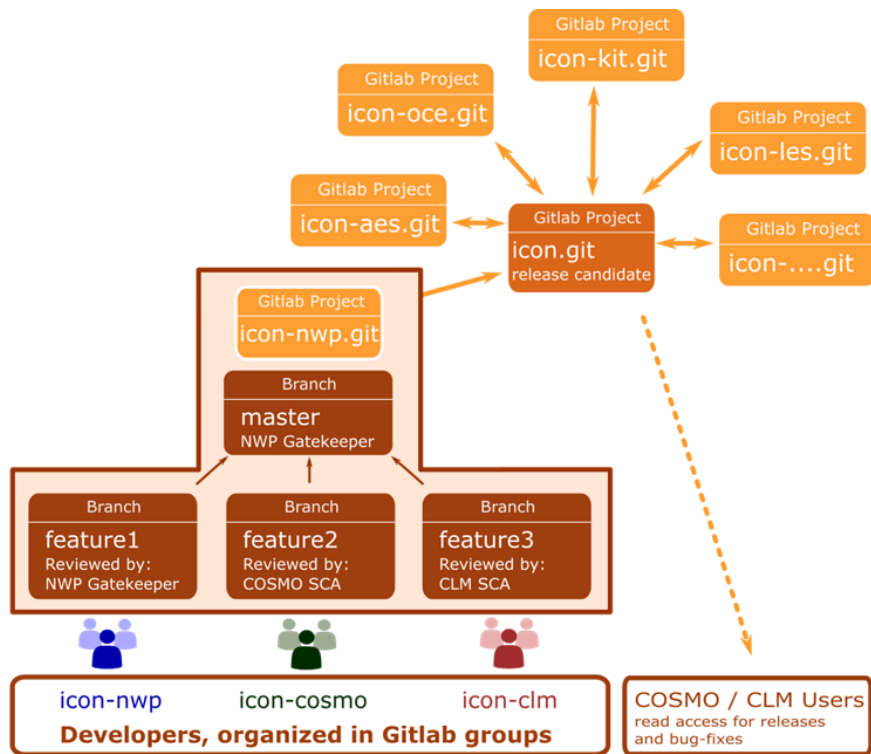 Gitlab Project
icon-kit.git
Gitlab Project
icon-oce.git
Gitlab Project
icon-les.git
Gitlab Project
icon-aes.git
Gitlab Project
icon.git
release candidate
Gitlab Project
icon-....git
Gitlab Project
icon-nwp.git
Branch
master
NWP Gatekeeper
Branch
feature1
Reviewed by:
NWP Gatekeeper
Branch
feature2
Reviewed by:
COSMO SCA
Branch
feature3
Reviewed by:
CLM SCA
icon-nwp
icon-cosmo
icon-clm
Developers, organized in Gitlab groups
COSMO / CLM Users
read access for releases
and bug-fixes